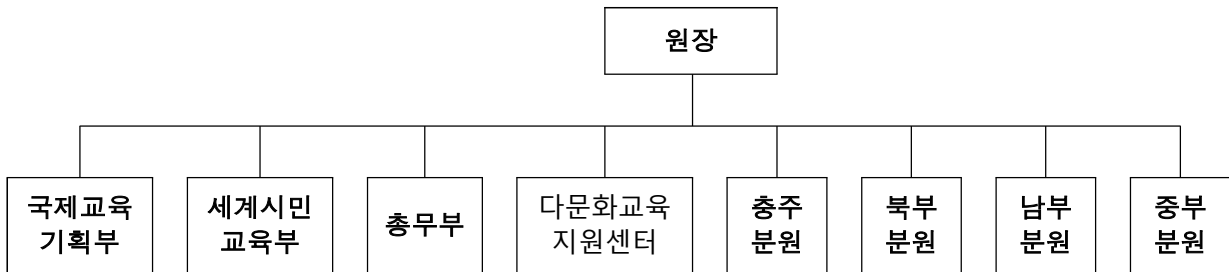 원장
국제교육
기획부
세계시민
교육부
총무부
다문화교육
지원센터
충주
분원
북부
분원
남부
분원
중부
분원